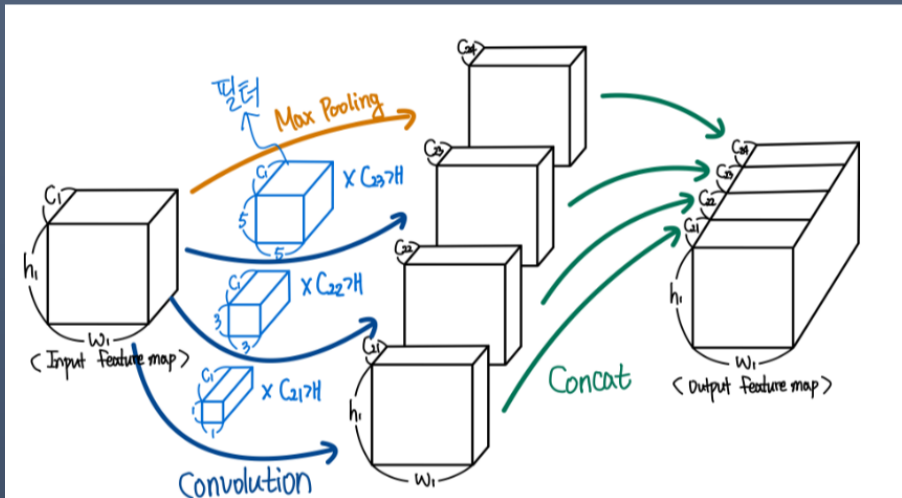 C₂₄
필터
Max Pooling
C₁
5
5
X C₂₃개
C₂₃
C₂₄
C₂₃
C₂₂
C₂₁
h₁
W₁
< Output feature map >
C₁
h₁
W₁
< Input feature map >
C₁
3
3
X C₂₂개
C₂₂
C₁
1
1
X C₂₁개
C₂₁
h₁
W₁
Convolution
Concat